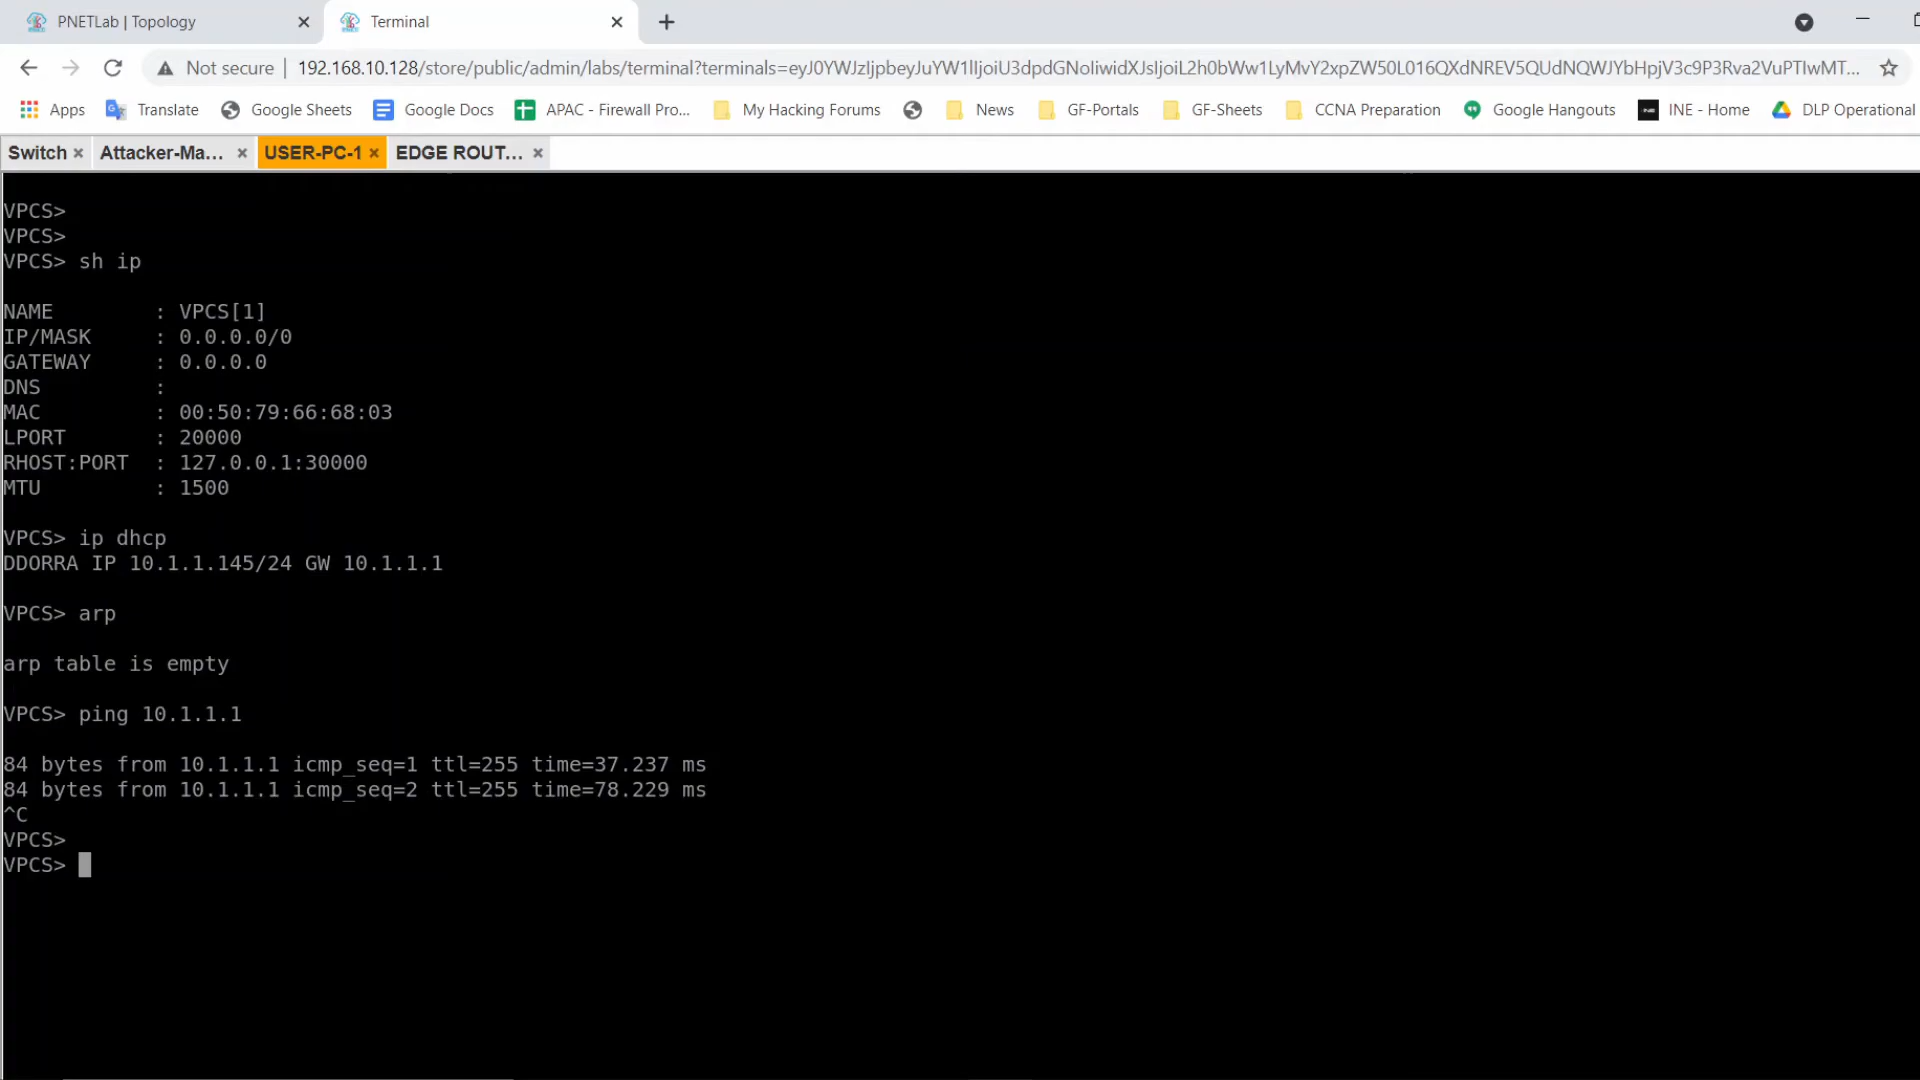 PNETLab | Topology
Terminal
Not secure
192.168.10.128/store/public/admin/labs/terminal?terminals=
Apps
Translate
Google Sheets
Google Docs
APAC - Firewall Pro...
My Hacking Forums
News
GF-Portals
GF-Sheets
CCNA Preparation
Google Hangouts
INE - Home
DLP Operational
Switch
Attacker-Ma...
USER-PC-1
EDGE ROUT...
VPCS>
VPCS>
VPCS> sh ip
NAME : VPCS[1]
IP/MASK : 0.0.0.0/0
GATEWAY : 0.0.0.0
DNS :
MAC : 00:50:79:66:68:03
LPORT : 20000
RHOST:PORT : 127.0.0.1:30000
MTU : 1500
VPCS> ip dhcp
DDORRA IP 10.1.1.145/24 GW 10.1.1.1
VPCS> arp
arp table is empty
VPCS> ping 10.1.1.1
84 bytes from 10.1.1.1 icmp_seq=1 ttl=255 time=37.237 ms
84 bytes from 10.1.1.1 icmp_seq=2 ttl=255 time=78.229 ms
^C
VPCS>
VPCS>